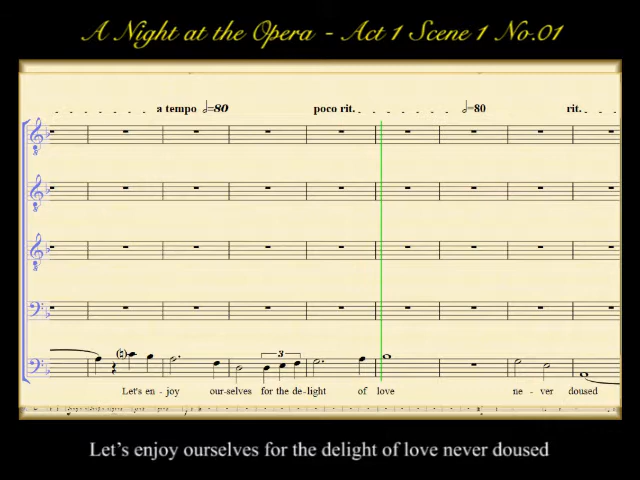 A Night at the Opera - Act 1 Scene 1 No.01
a tempo 𝅗𝅥=80 poco rit. 𝅗𝅥=80 rit.
3
Let's en - joy our-selves for the de-light of love ne - ver doused
Let's enjoy ourselves for the delight of love never doused